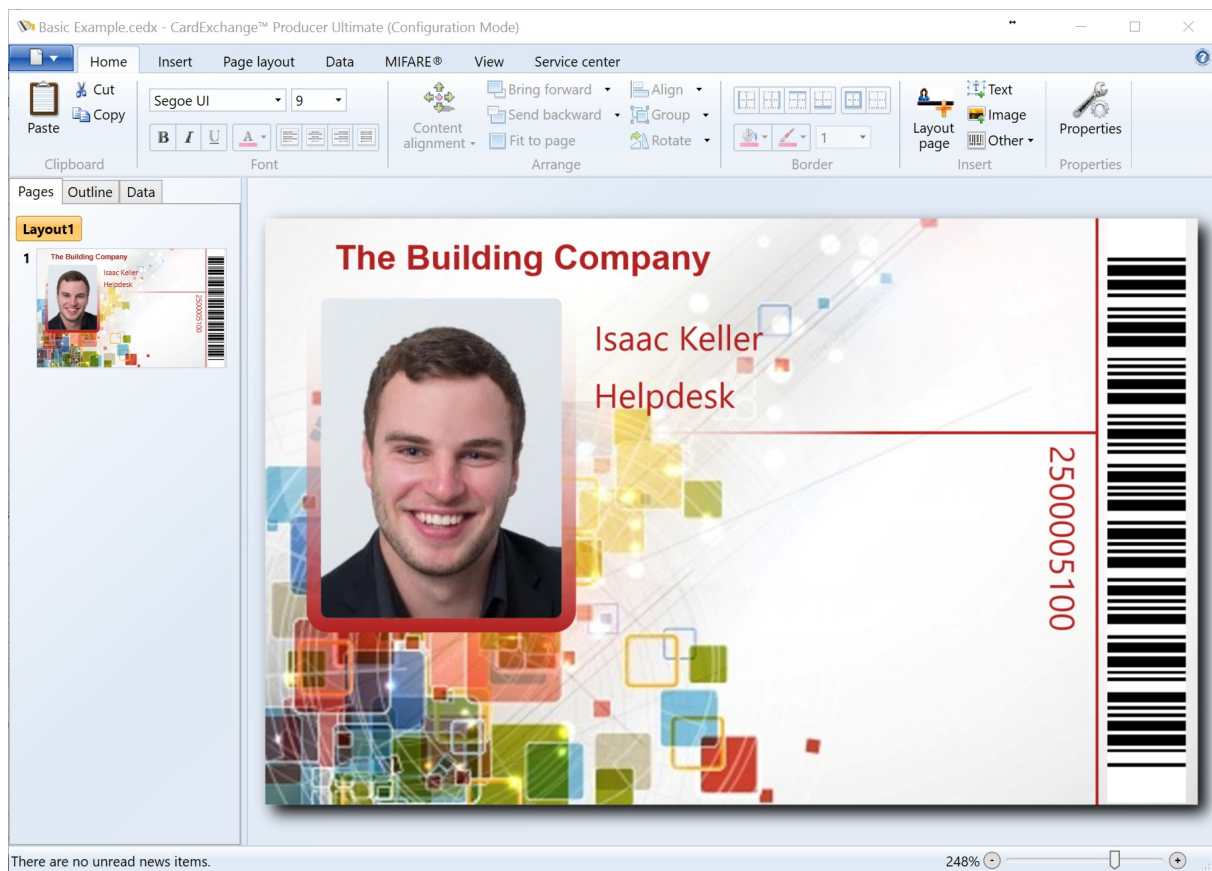 Basic Example.cedx - CardExchange™ Producer Ultimate (Configuration Mode)
Home Insert Page layout Data MIFARE® View Service center
Paste
Cut
Copy
Clipboard
Segoe UI 9
B I U A
Font
Content alignment
Bring forward
Send backward
Fit to page
Align
Group
Rotate
Arrange
1
Border
Layout page
Text
Image
Other
Insert
Properties
Properties
Pages Outline Data
Layout1
1
The Building Company
Isaac Keller
Helpdesk
2500005100
The Building Company
Isaac Keller
Helpdesk
2500005100
There are no unread news items.
248%